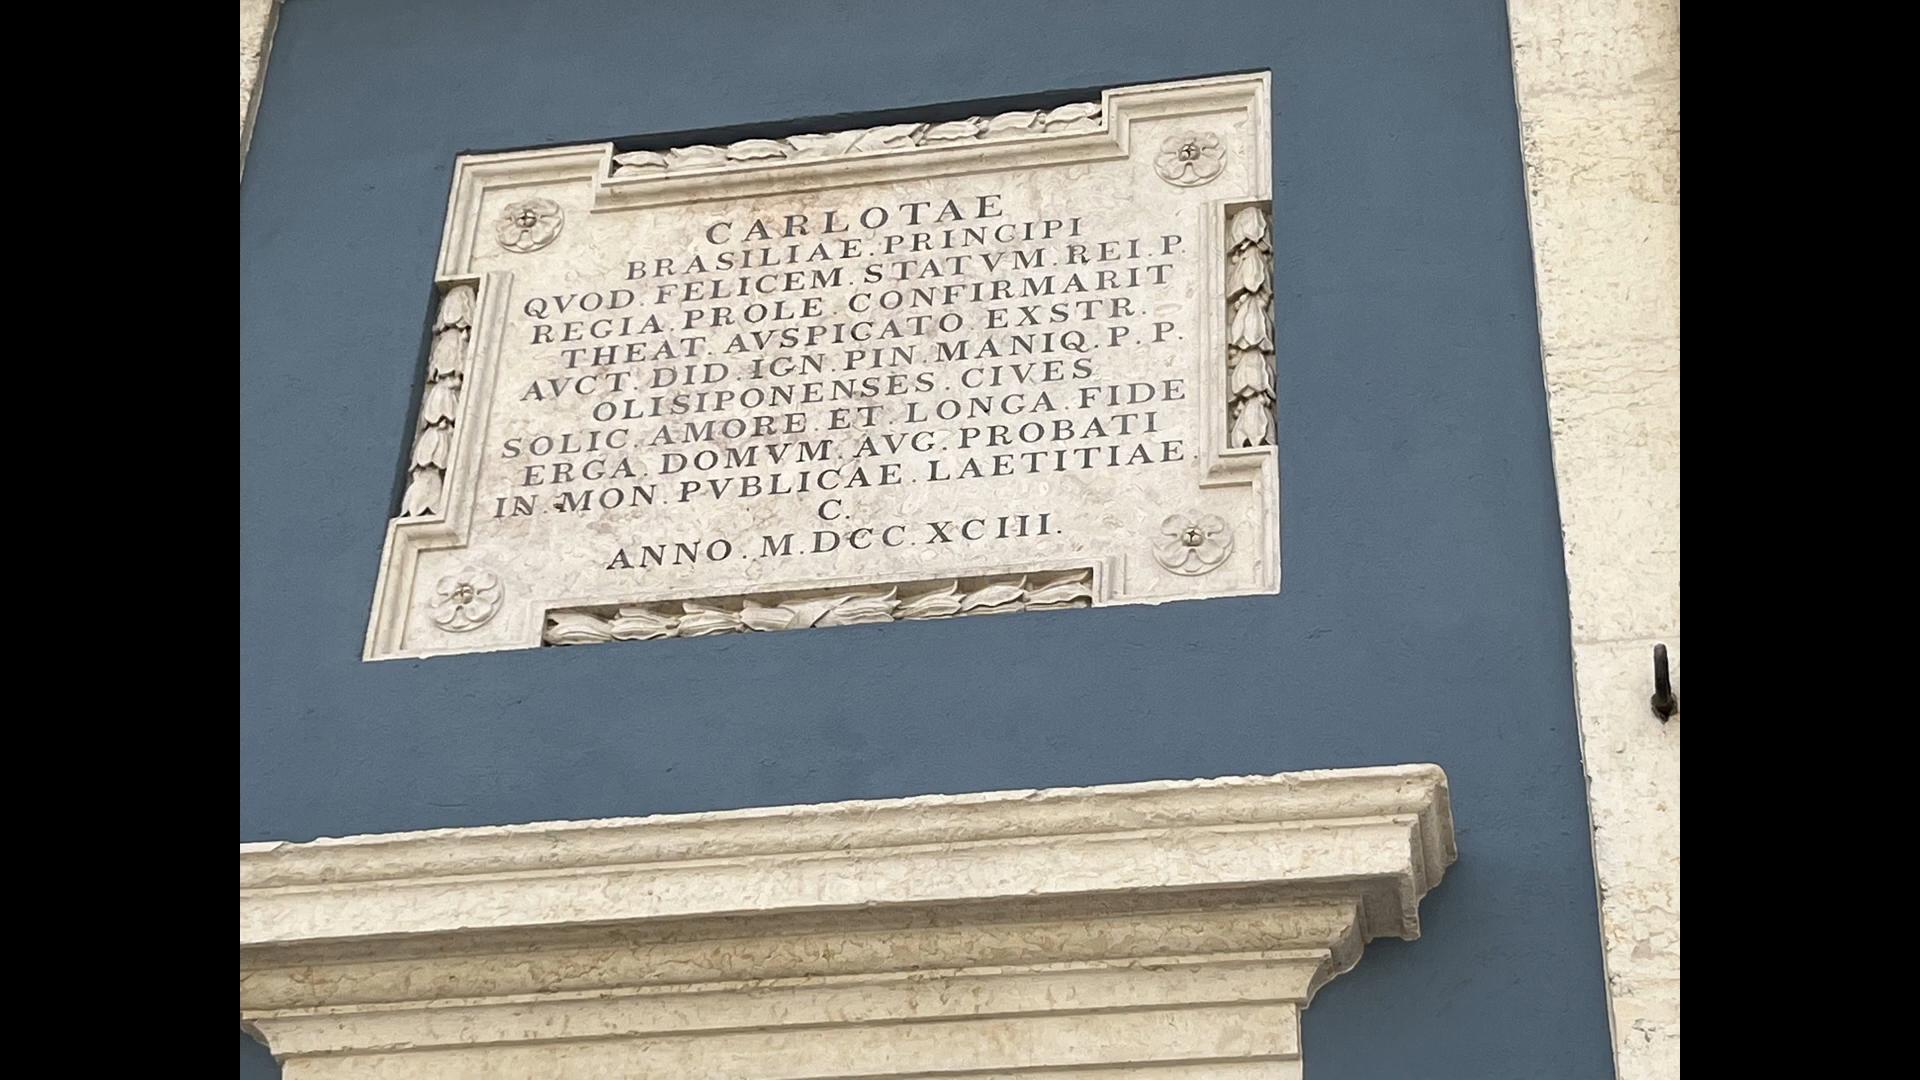 CARLOTAE
BRASILIAE.PRINCIPI
QVOD.FELICEM.STATVM.REI.P.
REGIA.PROLE.CONFIRMARIT
THEAT.AVSPICATO.EXSTR.
AVCT.DID.IGN.PIN.MANIQ.P.P.
OLISIPONENSES.CIVES
SOLIC.AMORE.ET.LONGA.FIDE
ERGA.DOMVM.AVG.PROBATI
IN.MON.PVBLICAE.LAETITIAE.
C.
ANNO.M.DCC.XCIII.